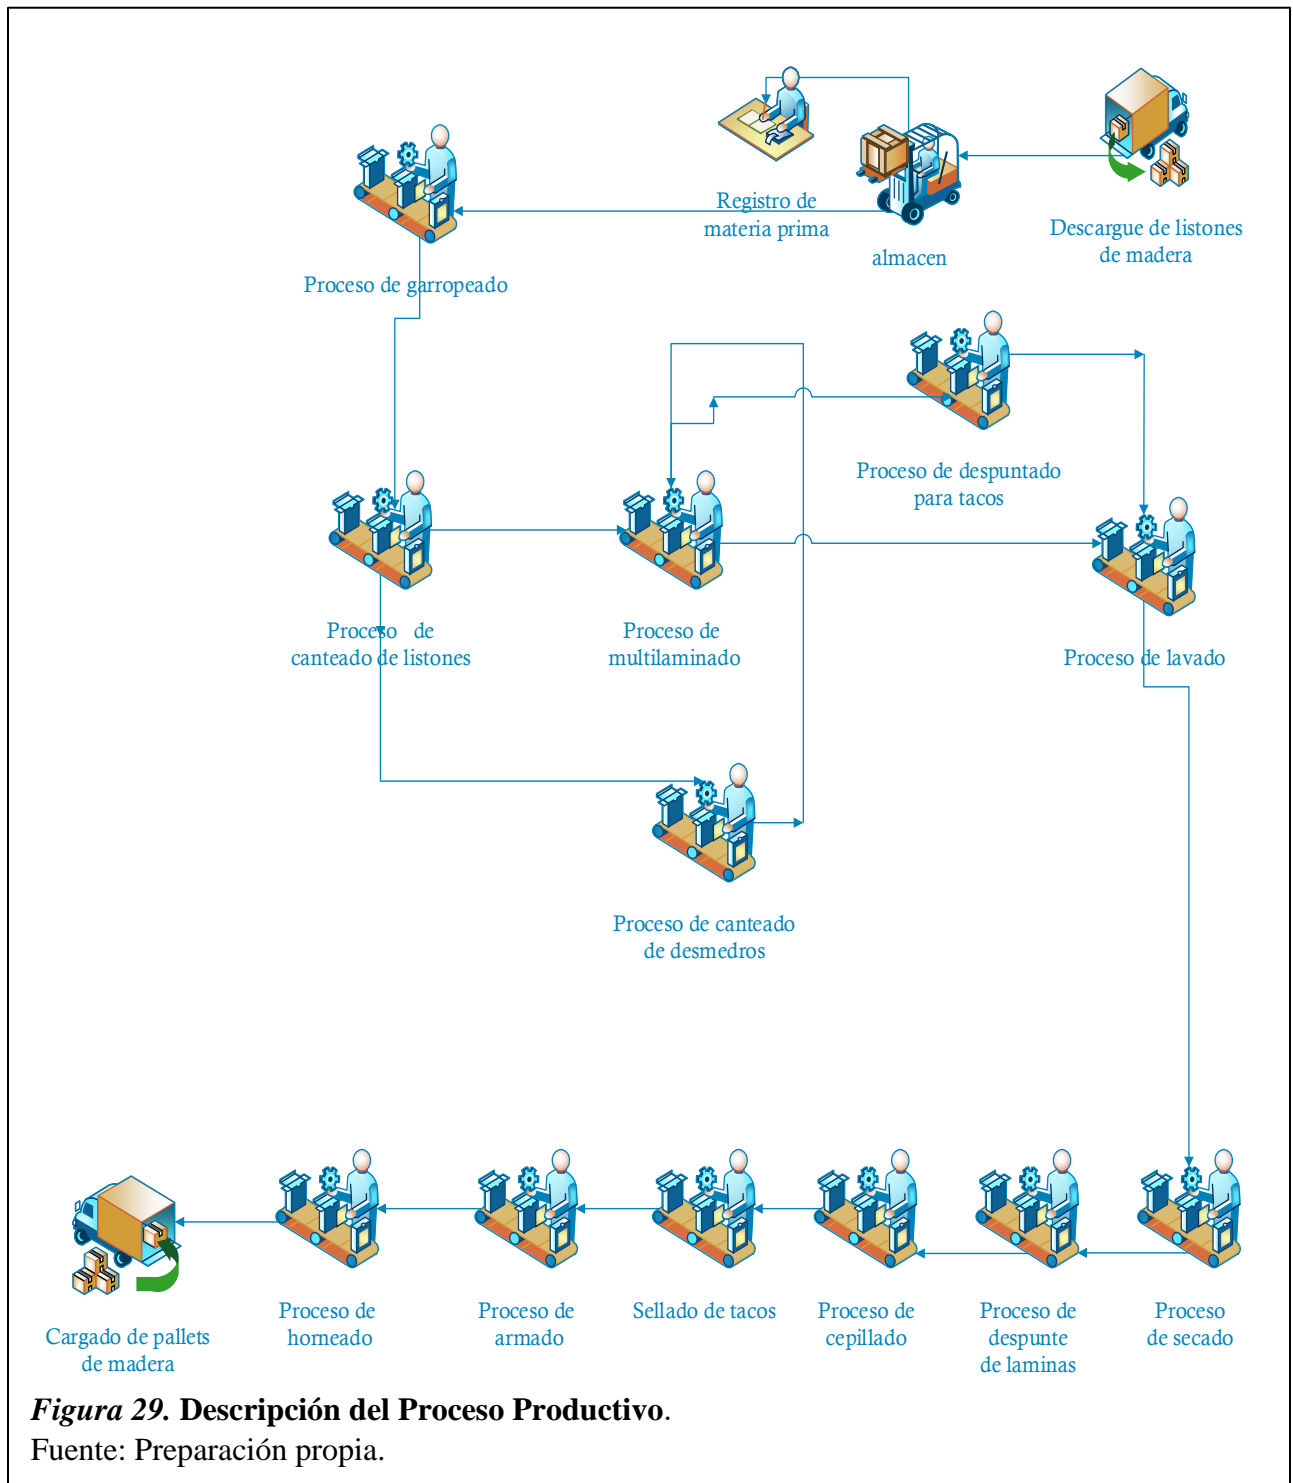 Registro de
materia prima
almacen
Descargue de listones
de madera
Proceso de garropeado
Proceso de despuntado
para tacos
Proceso de
canteado de listones
Proceso de
multilaminado
Proceso de lavado
Proceso de canteado
de desmedros
Cargado de pallets
de madera
Proceso de
horneado
Proceso de
armado
Sellado de tacos
Proceso de
cepillado
Proceso de
despunte
de laminas
Proceso
de secado
Figura 29. Descripción del Proceso Productivo.
Fuente: Preparación propia.